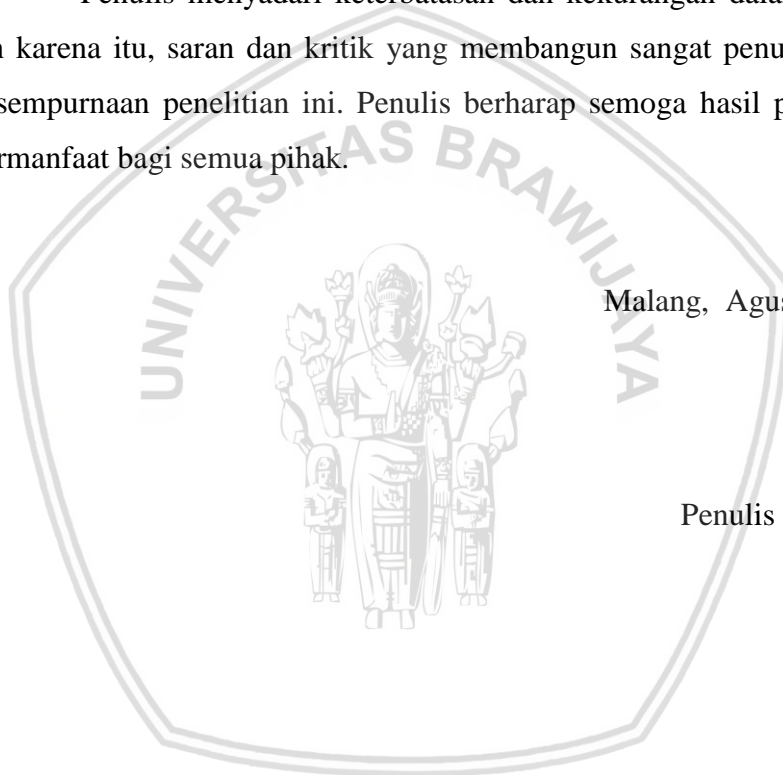 Penulis menyadari keterbatasan dan kekurangan dala
n karena itu, saran dan kritik yang membangun sangat penu
sempurnaan penelitian ini. Penulis berharap semoga hasil p
rmanfaat bagi semua pihak.
UNIVERSITAS BRAWIJAYA
Malang, Agus
Penulis